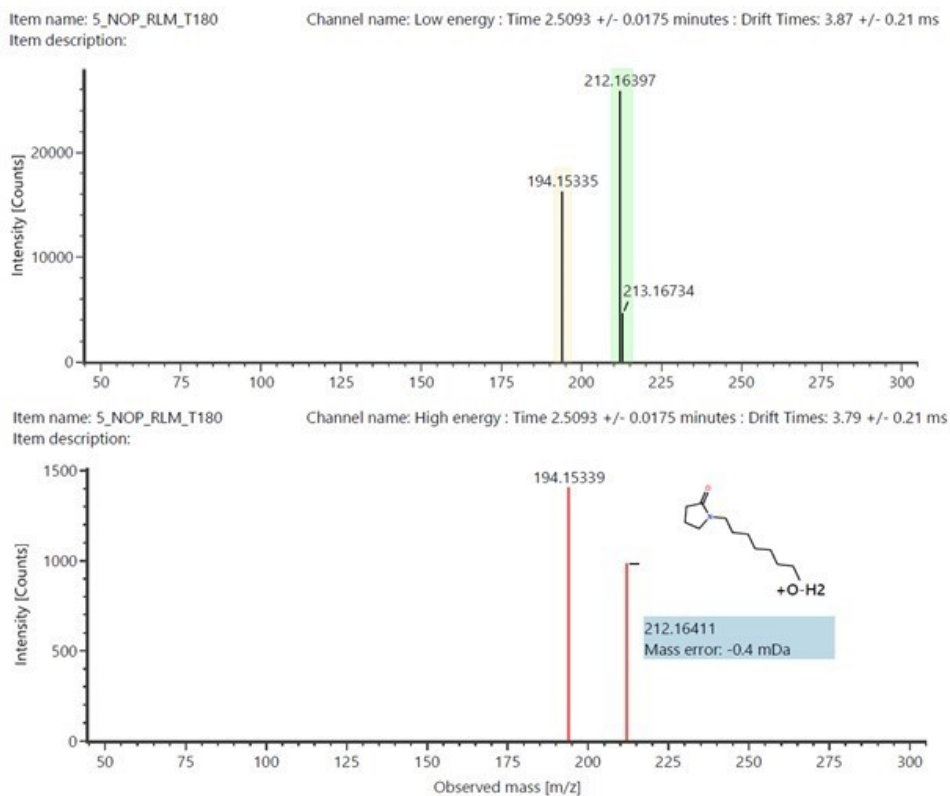 Item name: 5_NOP_RLM_T180 Channel name: Low energy : Time 2.5093 +/- 0.0175 minutes : Drift Times: 3.87 +/- 0.21 ms
Item description:
212.16397
20000
194.15335
Intensity [Counts]
10000
213.16734
0
50 75 100 125 150 175 200 225 250 275 300
Item name: 5_NOP_RLM_T180 Channel name: High energy : Time 2.5093 +/- 0.0175 minutes : Drift Times: 3.79 +/- 0.21 ms
Item description:
1500
194.15339
O
N
1000
+O-H2
Intensity [Counts]
212.16411
Mass error: -0.4 mDa
500
0
50 75 100 125 150 175 200 225 250 275 300
Observed mass [m/z]